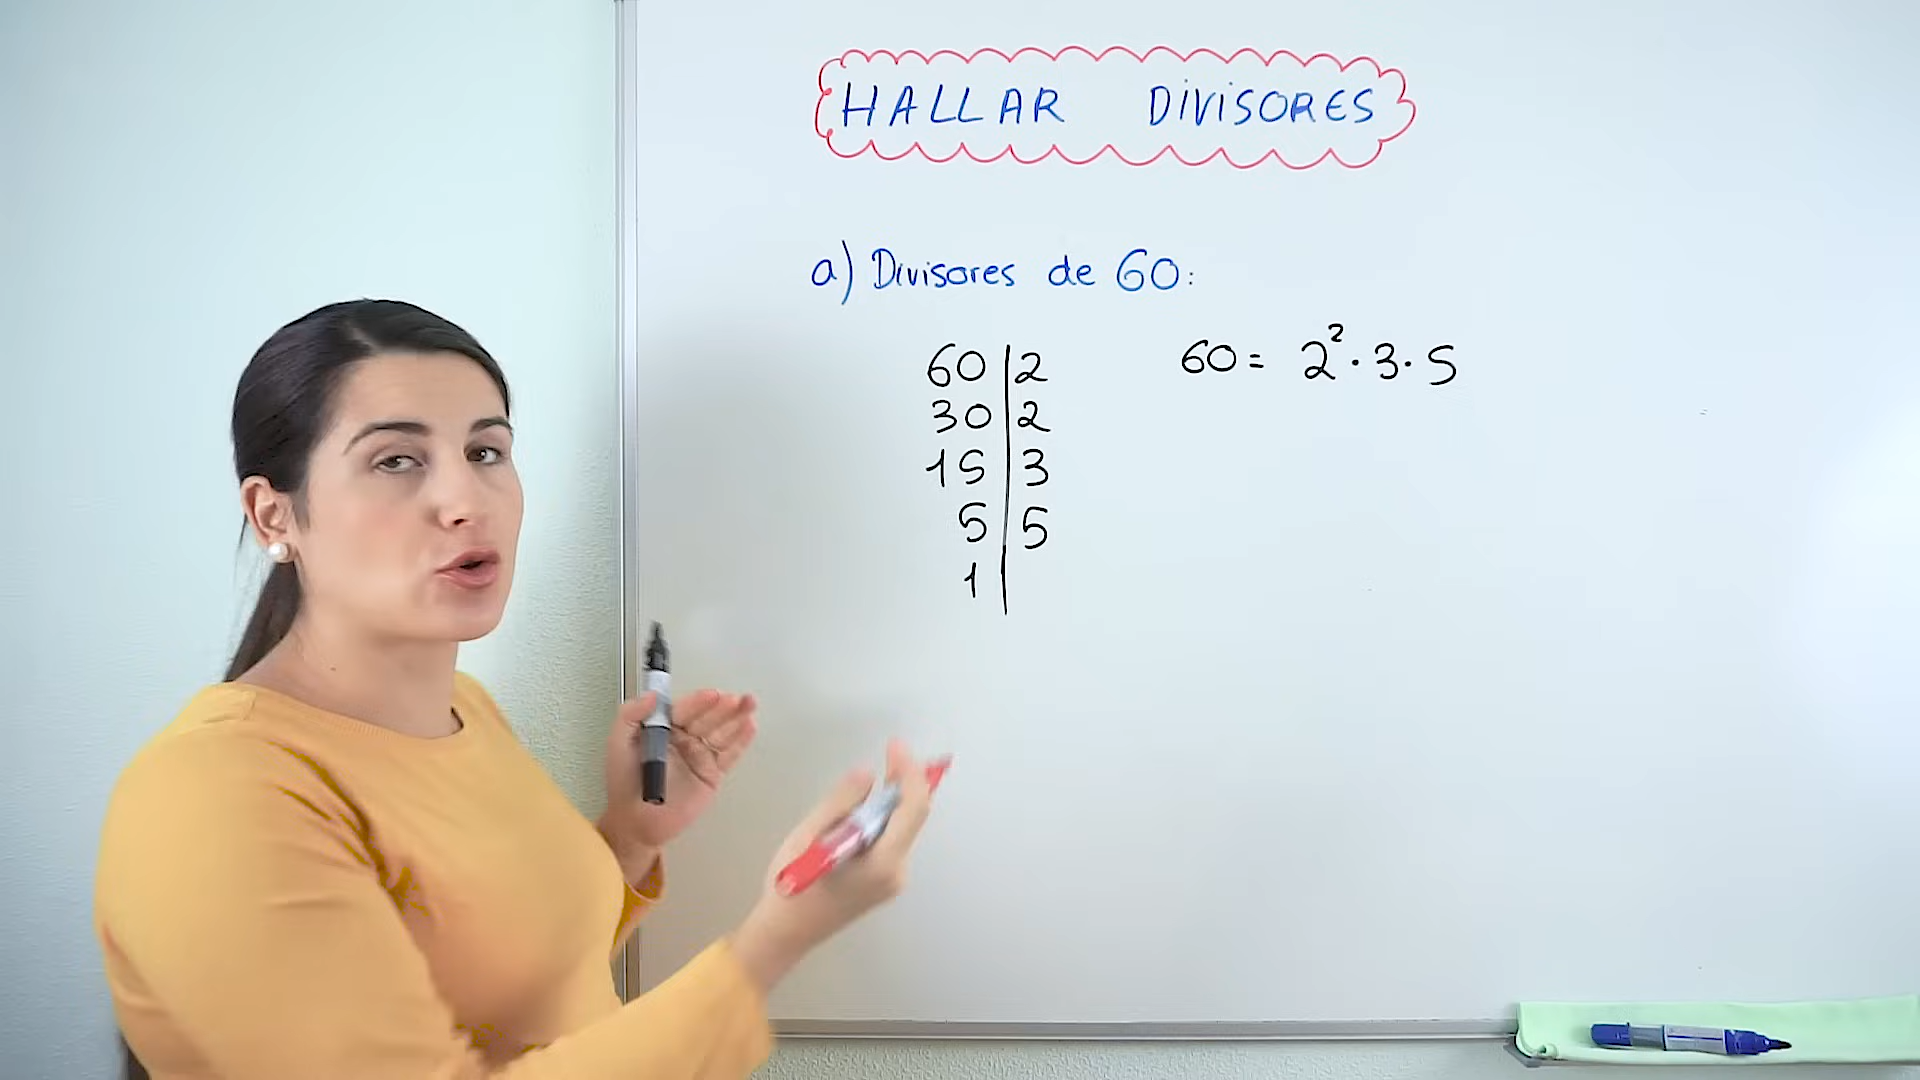 HALLAR DIVISORES
a) Divisores de 60:
60 | 2
30 | 2
15 | 3
5 | 5
1 |
60 = 2² · 3 · 5